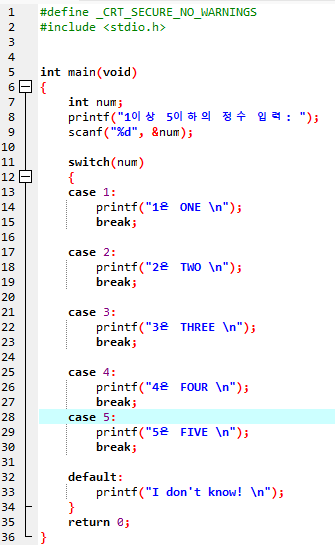 1 #define _CRT_SECURE_NO_WARNINGS
2 #include <stdio.h>
3
4
5 int main(void)
6 {
7     int num;
8     printf("1이상 5이하의 정수 입력: ");
9     scanf("%d", &num);
10
11     switch(num)
12     {
13     case 1:
14         printf("1은 ONE \n");
15         break;
16
17     case 2:
18         printf("2은 TWO \n");
19         break;
20
21     case 3:
22         printf("3은 THREE \n");
23         break;
24
25     case 4:
26         printf("4은 FOUR \n");
27         break;
28     case 5:
29         printf("5은 FIVE \n");
30         break;
31
32     default:
33         printf("I don't know! \n");
34     }
35     return 0;
36 }